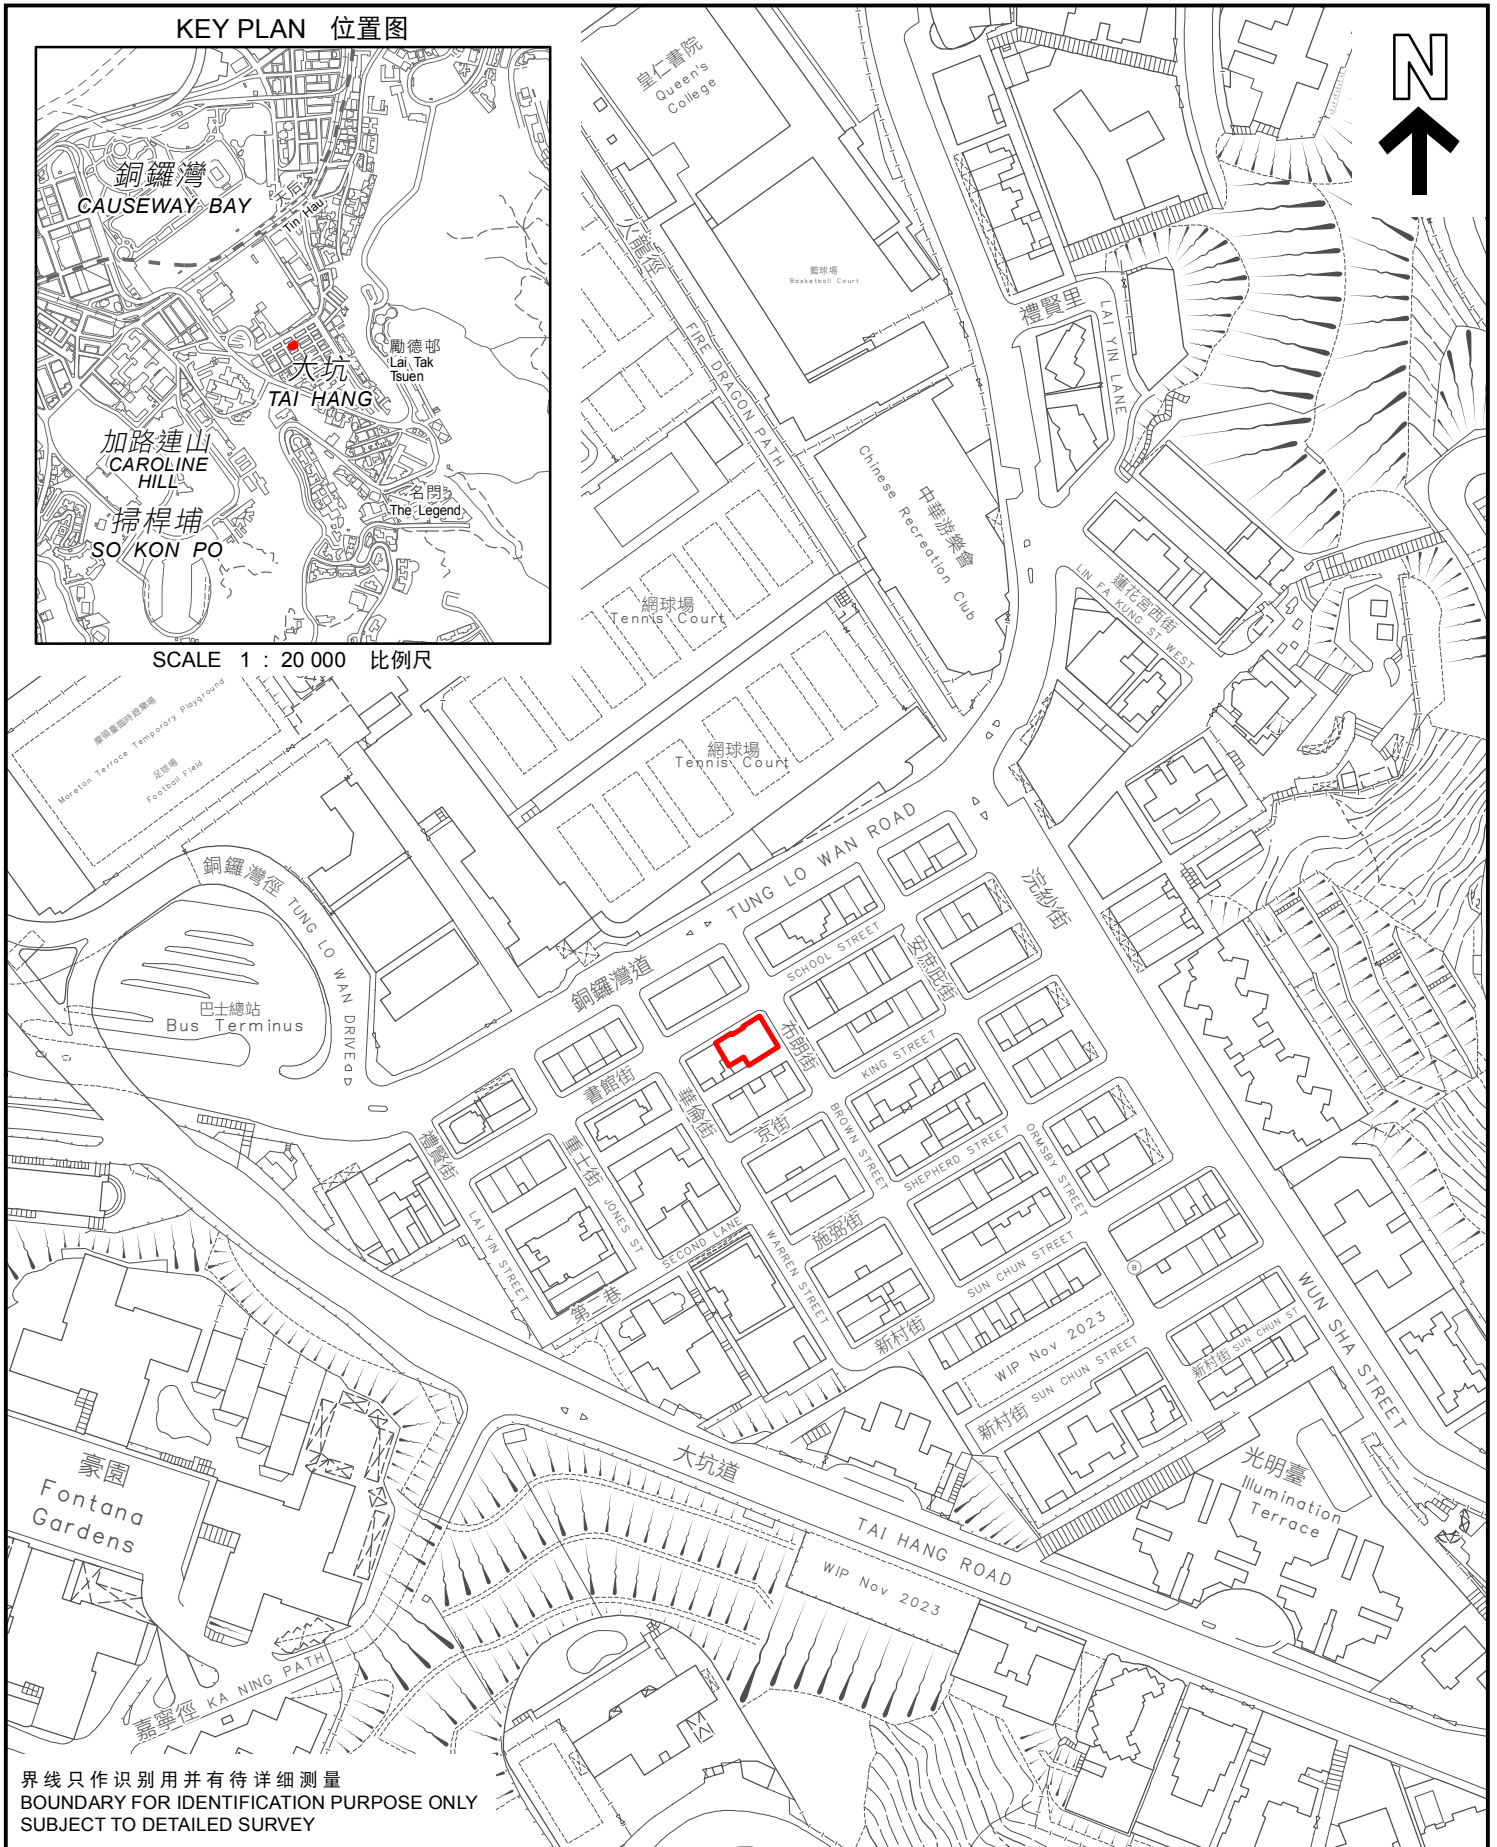 KEY PLAN 位置图
銅鑼灣
CAUSEWAY BAY
天后
Tin Hau
勵德邨
Lai Tak
Tsuen
大坑
TAI HANG
加路連山
CAROLINE
HILL
名門
The Legend
掃桿埔
SO KON PO
SCALE 1 : 20 000 比例尺
N
皇仁書院
Queen's
College
火龍徑
FIRE DRAGON PATH
籃球場
Basketball Court
禮賢里
LAI YIN LANE
中華游樂會
Chinese Recreation Club
網球場
Tennis Court
網球場
Tennis Court
蓮花宮西街
LIN FA KUNG ST WEST
摩頓臺臨時遊樂場
Moreton Terrace Temporary Playground
足球場
Football Field
銅鑼灣徑
TUNG LO WAN DRIVE
巴士總站
Bus Terminus
銅鑼灣道
TUNG LO WAN ROAD
浣紗街
WUN SHA STREET
SCHOOL STREET
書館街
安庶庇街
ORMSBY STREET
布朗街
BROWN STREET
KING STREET
京街
華倫街
WARREN STREET
重士街
JONES ST
禮賢街
LAI YIN STREET
SHEPHERD STREET
施弼街
SECOND LANE
第二巷
SUN CHUN STREET
新村街
WIP Nov 2023
新村街 SUN CHUN STREET
新村街 SUN CHUN ST
大坑道
TAI HANG ROAD
WIP Nov 2023
光明臺
Illumination
Terrace
豪園
Fontana
Gardens
嘉寧徑 KA NING PATH
界线只作识别用并有待详细测量
BOUNDARY FOR IDENTIFICATION PURPOSE ONLY
SUBJECT TO DETAILED SURVEY